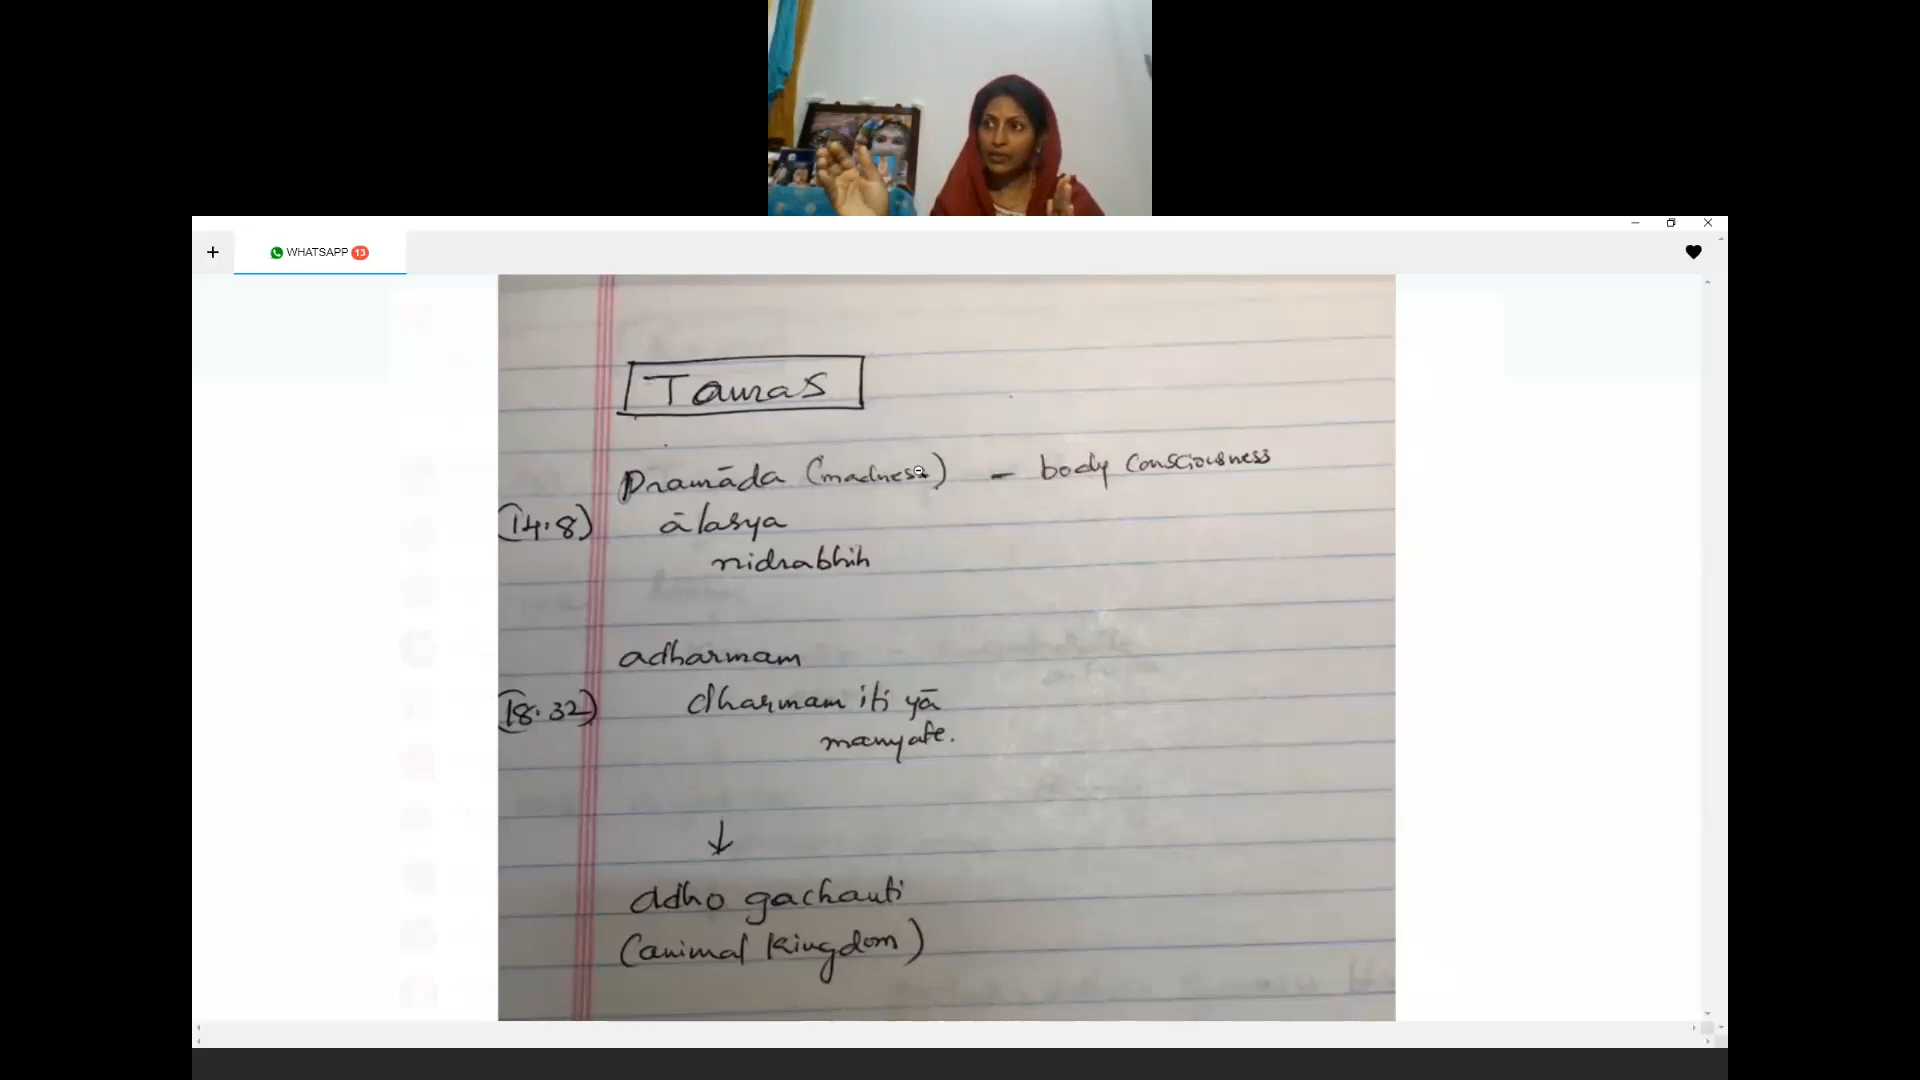 WHATSAPP 13
Tamas
Pramāda (madness) - body consciousness
(14.8) ālasya
nidrabhih
adharmam
dharmam iti yā
(18.32)
manyate.
↓
adho gachanti
(animal kingdom)